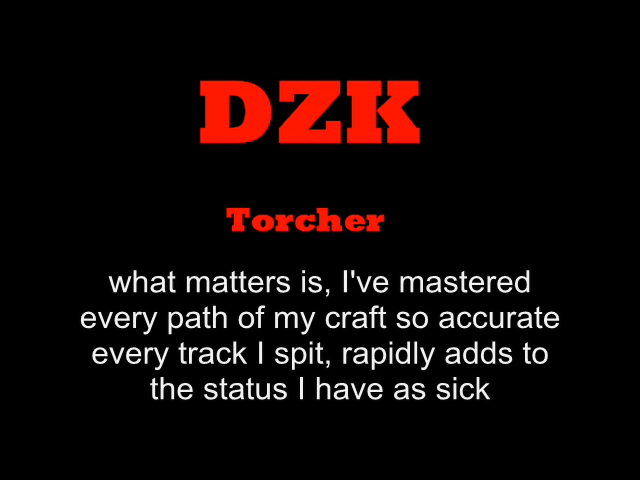 DZK
Torcher
what matters is, I've mastered
every path of my craft so accurate
every track I spit, rapidly adds to
the status I have as sick